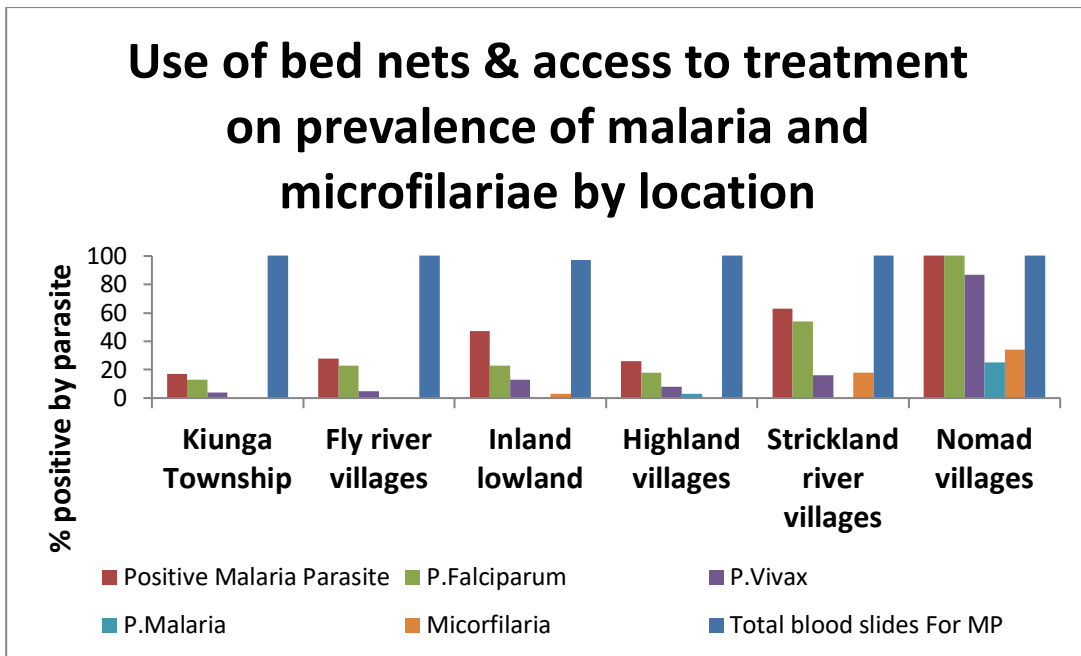 Use of bed nets & access to treatment
on prevalence of malaria and
microfilariae by location
% positive by parasite
100
80
60
40
20
0
Kiunga Township
Fly river villages
Inland lowland
Highland villages
Strickland river villages
Nomad villages
Positive Malaria Parasite
P.Falciparum
P.Vivax
P.Malaria
Micorfilaria
Total blood slides For MP